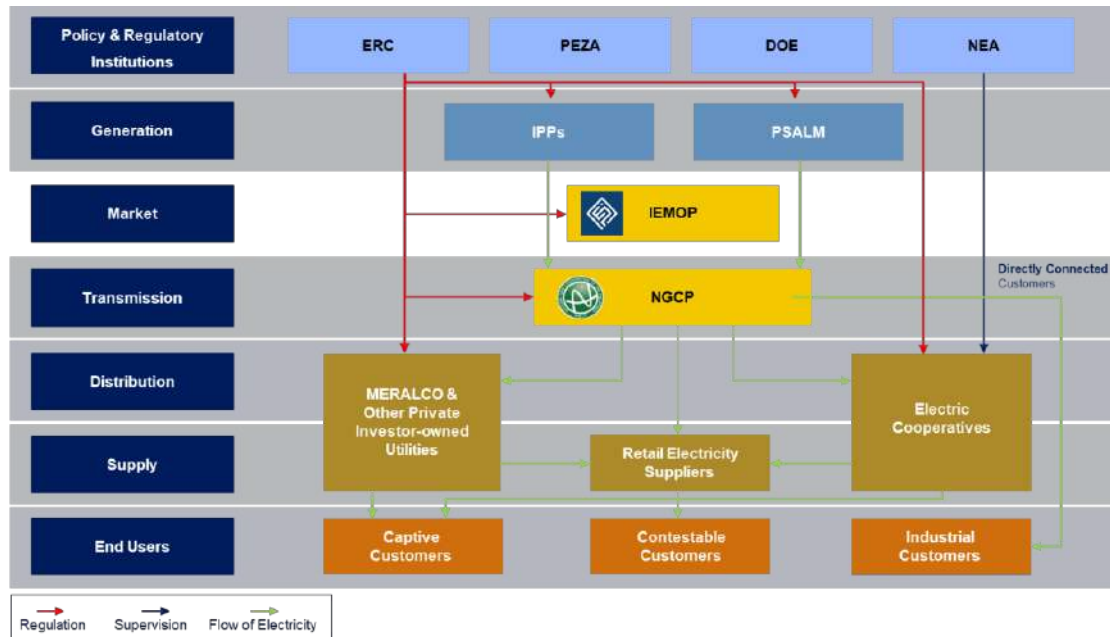 Policy & Regulatory
Institutions
ERC
PEZA
DOE
NEA
Generation
IPPs
PSALM
Market
IEMOP
Directly Connected
Customers
Transmission
NGCP
Distribution
MERALCO &
Other Private
Investor-owned
Utilities
Electric
Cooperatives
Supply
Retail Electricity
Suppliers
End Users
Captive
Customers
Contestable
Customers
Industrial
Customers
Regulation
Supervision
Flow of Electricity